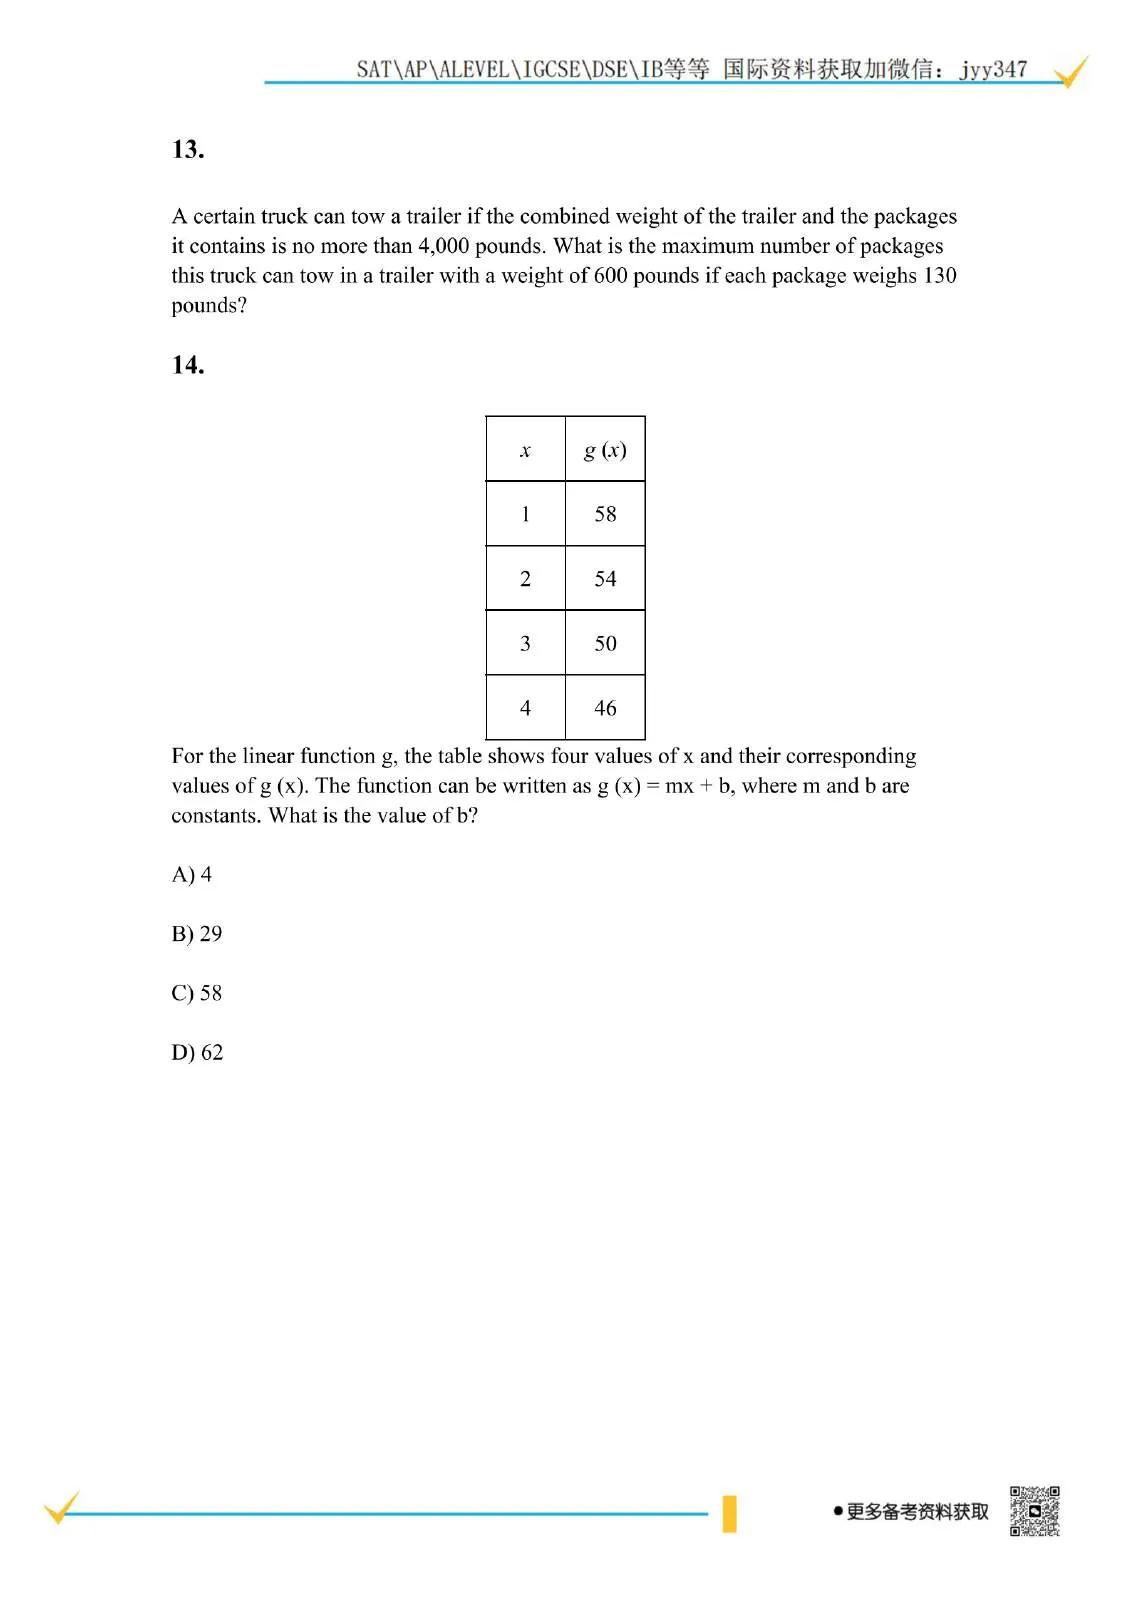 SAT\AP\ALEVEL\IGCSE\DSE\IB等等 国际资料获取加微信：jyy347
13.
A certain truck can tow a trailer if the combined weight of the trailer and the packages
it contains is no more than 4,000 pounds. What is the maximum number of packages
this truck can tow in a trailer with a weight of 600 pounds if each package weighs 130
pounds?
14.
x g (x)
1 58
2 54
3 50
4 46
For the linear function g, the table shows four values of x and their corresponding
values of g (x). The function can be written as g (x) = mx + b, where m and b are
constants. What is the value of b?
A) 4
B) 29
C) 58
D) 62
●更多备考资料获取